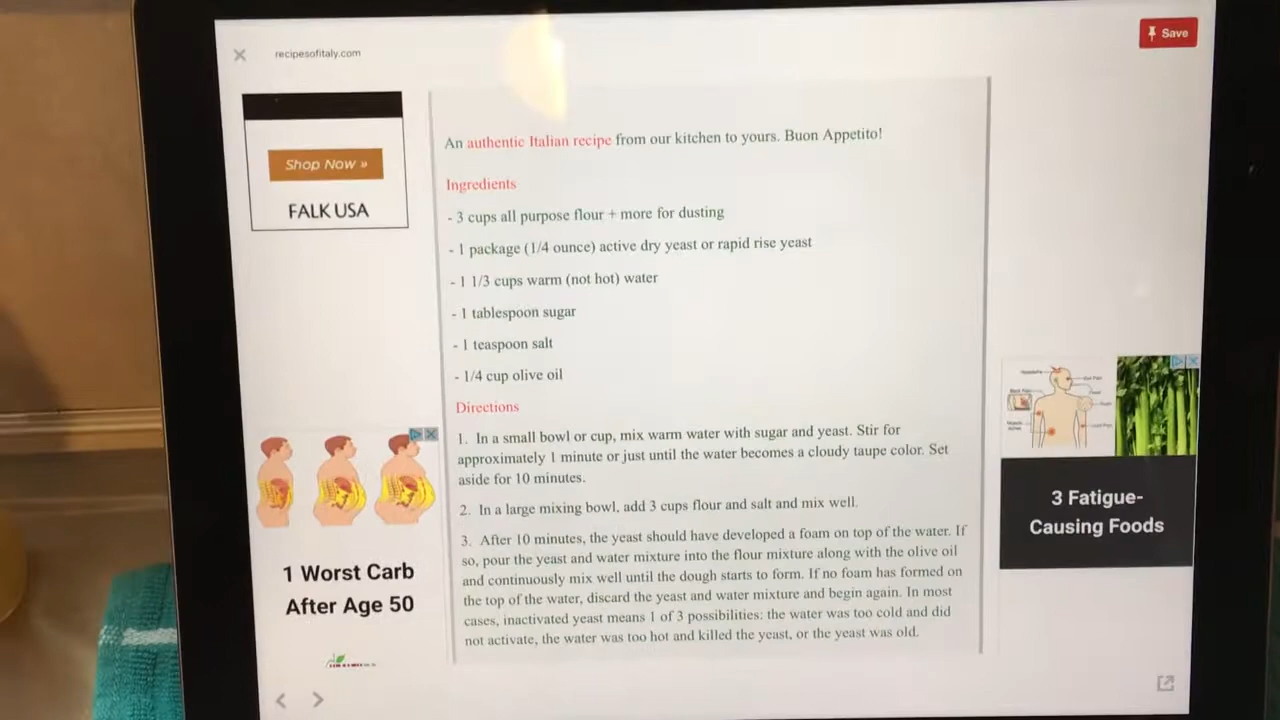 recipesofitaly.com
Save
Shop Now »
FALK USA
An authentic Italian recipe from our kitchen to yours. Buon Appetito!
Ingredients
- 3 cups all purpose flour + more for dusting
- 1 package (1/4 ounce) active dry yeast or rapid rise yeast
- 1 1/3 cups warm (not hot) water
- 1 tablespoon sugar
- 1 teaspoon salt
- 1/4 cup olive oil
Directions
1. In a small bowl or cup, mix warm water with sugar and yeast. Stir for
approximately 1 minute or just until the water becomes a cloudy taupe color. Set
aside for 10 minutes.
2. In a large mixing bowl, add 3 cups flour and salt and mix well.
3. After 10 minutes, the yeast should have developed a foam on top of the water. If
so, pour the yeast and water mixture into the flour mixture along with the olive oil
and continuously mix well until the dough starts to form. If no foam has formed on
the top of the water, discard the yeast and water mixture and begin again. In most
cases, inactivated yeast means 1 of 3 possibilities: the water was too cold and did
not activate, the water was too hot and killed the yeast, or the yeast was old.
1 Worst Carb
After Age 50
3 Fatigue-
Causing Foods